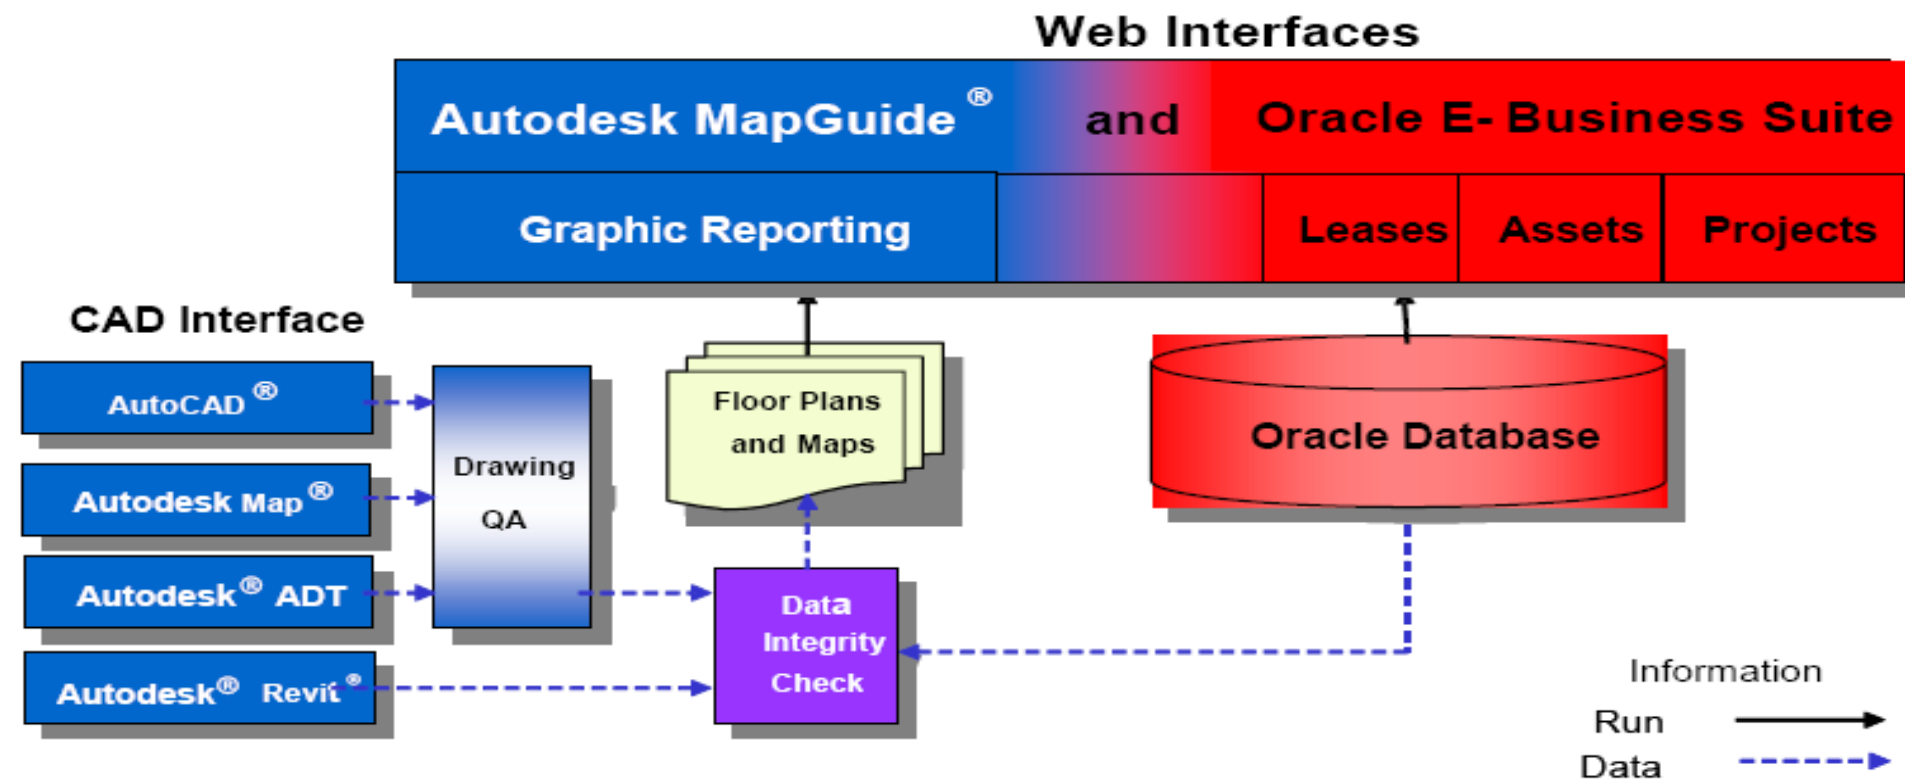 Web Interfaces
Autodesk MapGuide® and Oracle E- Business Suite
Graphic Reporting Leases Assets Projects
CAD Interface
AutoCAD®
Autodesk Map®
Autodesk® ADT
Autodesk® Revit®
Drawing
QA
Floor Plans
and Maps
Data
Integrity
Check
Oracle Database
Information
Run
Data